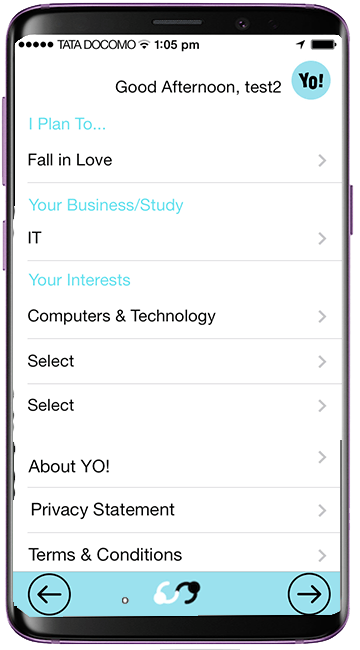 TATA DOCOMO 1:05 pm
Good Afternoon, test2
Yo!
I Plan To...
Fall in Love
Your Business/Study
IT
Your Interests
Computers & Technology
Select
Select
About YO!
Privacy Statement
Terms & Conditions